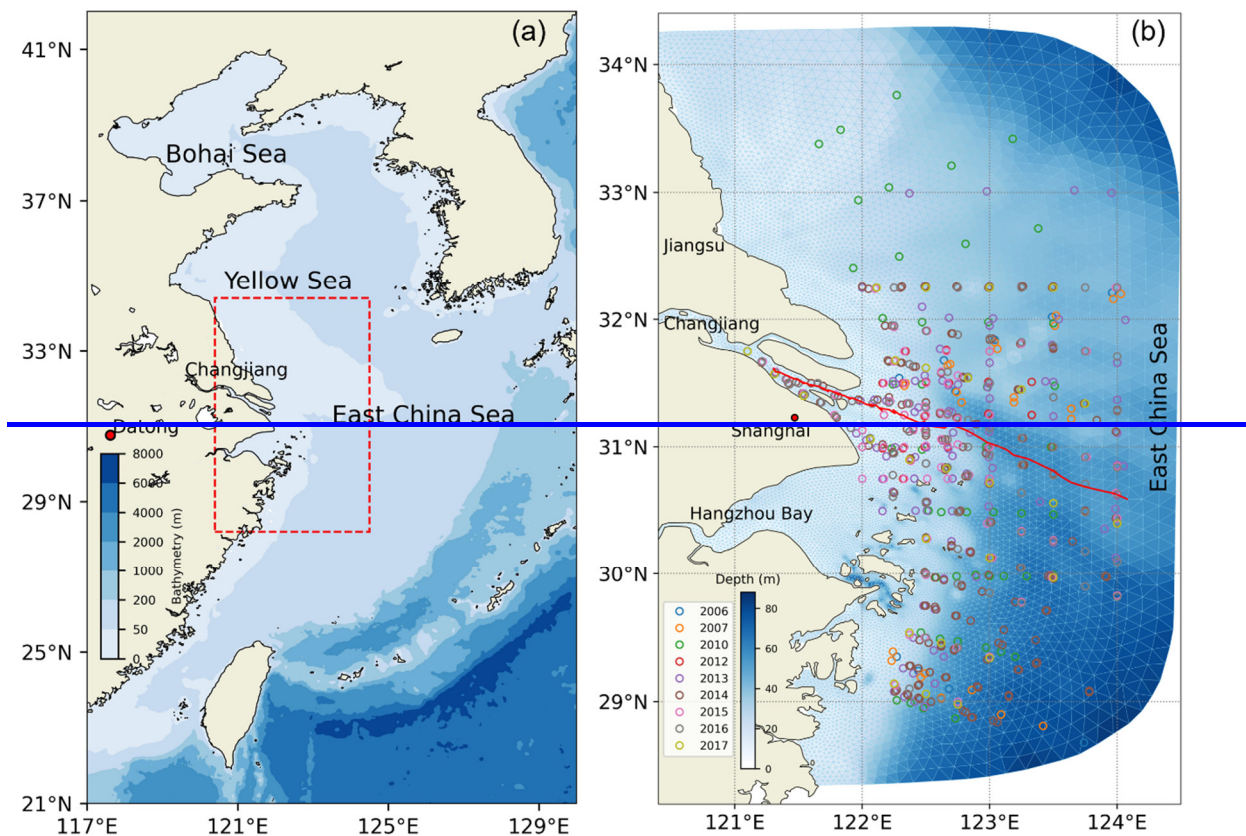 (a)
41°N
37°N
33°N
29°N
25°N
21°N
117°E
121°E
125°E
129°E
Bohai Sea
Yellow Sea
Changjiang
East China Sea
Datong
8000
6000
4000
2000
1000
200
50
0
Bathymetry (m)
(b)
34°N
33°N
32°N
31°N
30°N
29°N
121°E
122°E
123°E
124°E
Jiangsu
Changjiang
Shanghai
Hangzhou Bay
East China Sea
Depth (m)
80
60
40
20
0
2006
2007
2010
2012
2013
2014
2015
2016
2017